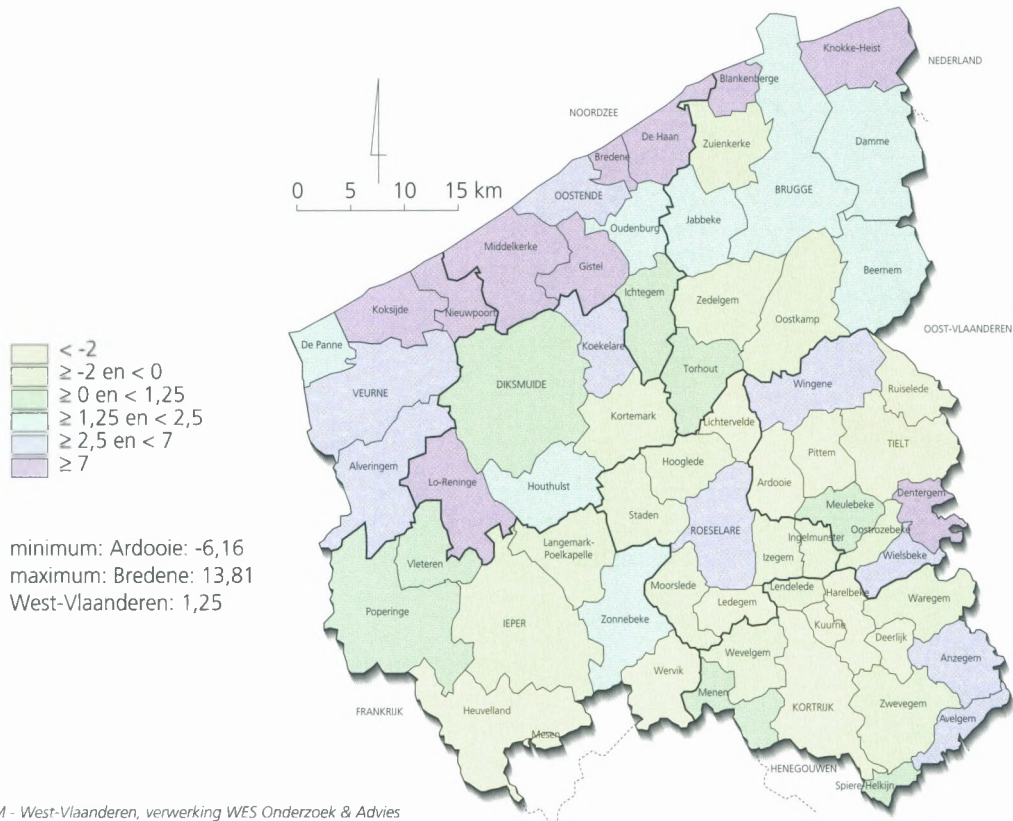 Knokke-Heist
NEDERLAND
Blankenberge
NOORDZEE
De Haan
Zuienkerke
Damme
Bredene
BRUGGE
0 5 10 15 km
OOSTENDE
Oudenburg
Jabbeke
Middelkerke
Gistel
Beernem
Ichtegem
Zedelgem
Koksijde
Nieuwpoort
Oostkamp
OOST-VLAANDEREN
De Panne
Koekelare
< -2
≥ -2 en < 0
≥ 0 en < 1,25
≥ 1,25 en < 2,5
≥ 2,5 en < 7
≥ 7
VEURNE
DIKSMUIDE
Torhout
Wingene
Ruiselede
Kortemark
Lichtervelde
TIELT
Pittem
Alveringem
Hooglede
Lo-Reninge
Houthulst
Ardooie
Dentergem
Meulebeke
Staden
ROESELARE
Oostrozebeke
Ingelmunster
minimum: Ardooie: -6,16
maximum: Bredene: 13,81
West-Vlaanderen: 1,25
Langemark-
Poelkapelle
Izegem
Wielsbeke
Vleteren
Moorslede
Lendelede
Harelbeke
Waregem
Poperinge
IEPER
Zonnebeke
Ledegem
Kuurne
Deerlijk
Wevelgem
Anzegem
Wervik
Menen
KORTRIJK
Zwevegem
FRANKRIJK
Heuvelland
Avelgem
Mesen
HENEGOUWEN
Spiere-Helkijn
- West-Vlaanderen, verwerking WES Onderzoek & Advies